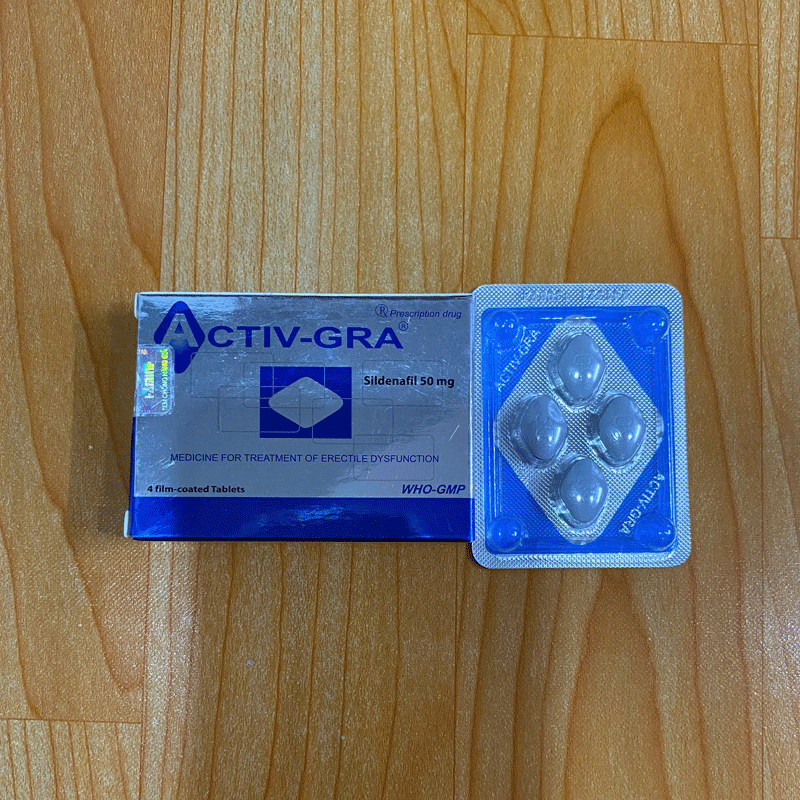 ℞ Prescription drug
ACTIV-GRA®
Sildenafil 50 mg
MEDICINE FOR TREATMENT OF ERECTILE DYSFUNCTION
4 film-coated Tablets
WHO-GMP
ACTIV-GRA
ACTIV-GRA